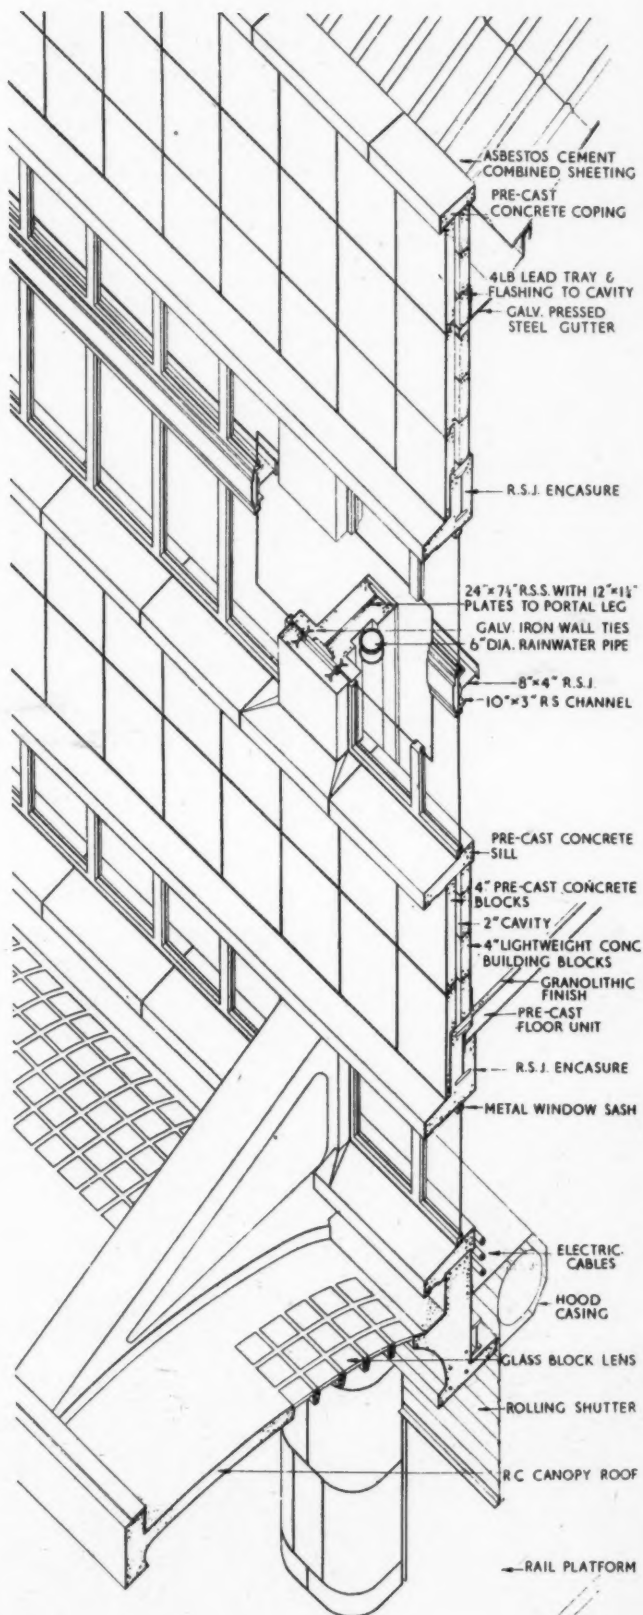 ASBESTOS CEMENT
COMBINED SHEETING
PRE-CAST
CONCRETE COPING
4LB LEAD TRAY &
FLASHING TO CAVITY
GALV. PRESSED
STEEL GUTTER
R.S.J. ENCASURE
24"×7½" R.S.S. WITH 12"×1½"
PLATES TO PORTAL LEG
GALV. IRON WALL TIES
6" DIA. RAINWATER PIPE
8"×4" R.S.J.
10"×3" R S CHANNEL
PRE-CAST CONCRETE
SILL
4" PRE-CAST CONCRETE
BLOCKS
2" CAVITY
4" LIGHTWEIGHT CONC
BUILDING BLOCKS
GRANOLITHIC
FINISH
PRE-CAST
FLOOR UNIT
R.S.J. ENCASURE
METAL WINDOW SASH
ELECTRIC.
CABLES
HOOD
CASING
GLASS BLOCK LENS
ROLLING SHUTTER
R C CANOPY ROOF
RAIL PLATFORM